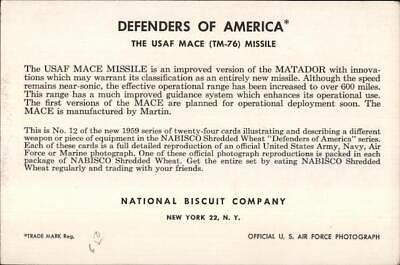 DEFENDERS OF AMERICA*
THE USAF MACE (TM-76) MISSILE
The USAF MACE MISSILE is an improved version of the MATADOR with innova-
tions which may warrant its classification as an entirely new missile. Although the speed
remains near-sonic, the effective operational range has been increased to over 600 miles.
This range has a much improved guidance system which enhances its operational use.
The first versions of the MACE are planned for operational deployment soon. The
MACE is manufactured by Martin.
This is No. 12 of the new 1959 series of twenty-four cards illustrating and describing a different
weapon or piece of equipment in the NABISCO Shredded Wheat "Defenders of America" series.
Each of these cards is a full detailed reproduction of an official United States Army, Navy, Air
Force or Marine photograph. One of these official photograph reproductions is packed in each
package of NABISCO Shredded Wheat. Get the entire set by eating NABISCO Shredded
Wheat regularly and trading with your friends.
NATIONAL BISCUIT COMPANY
NEW YORK 22, N. Y.
*TRADE MARK Reg.
OFFICIAL U. S. AIR FORCE PHOTOGRAPH